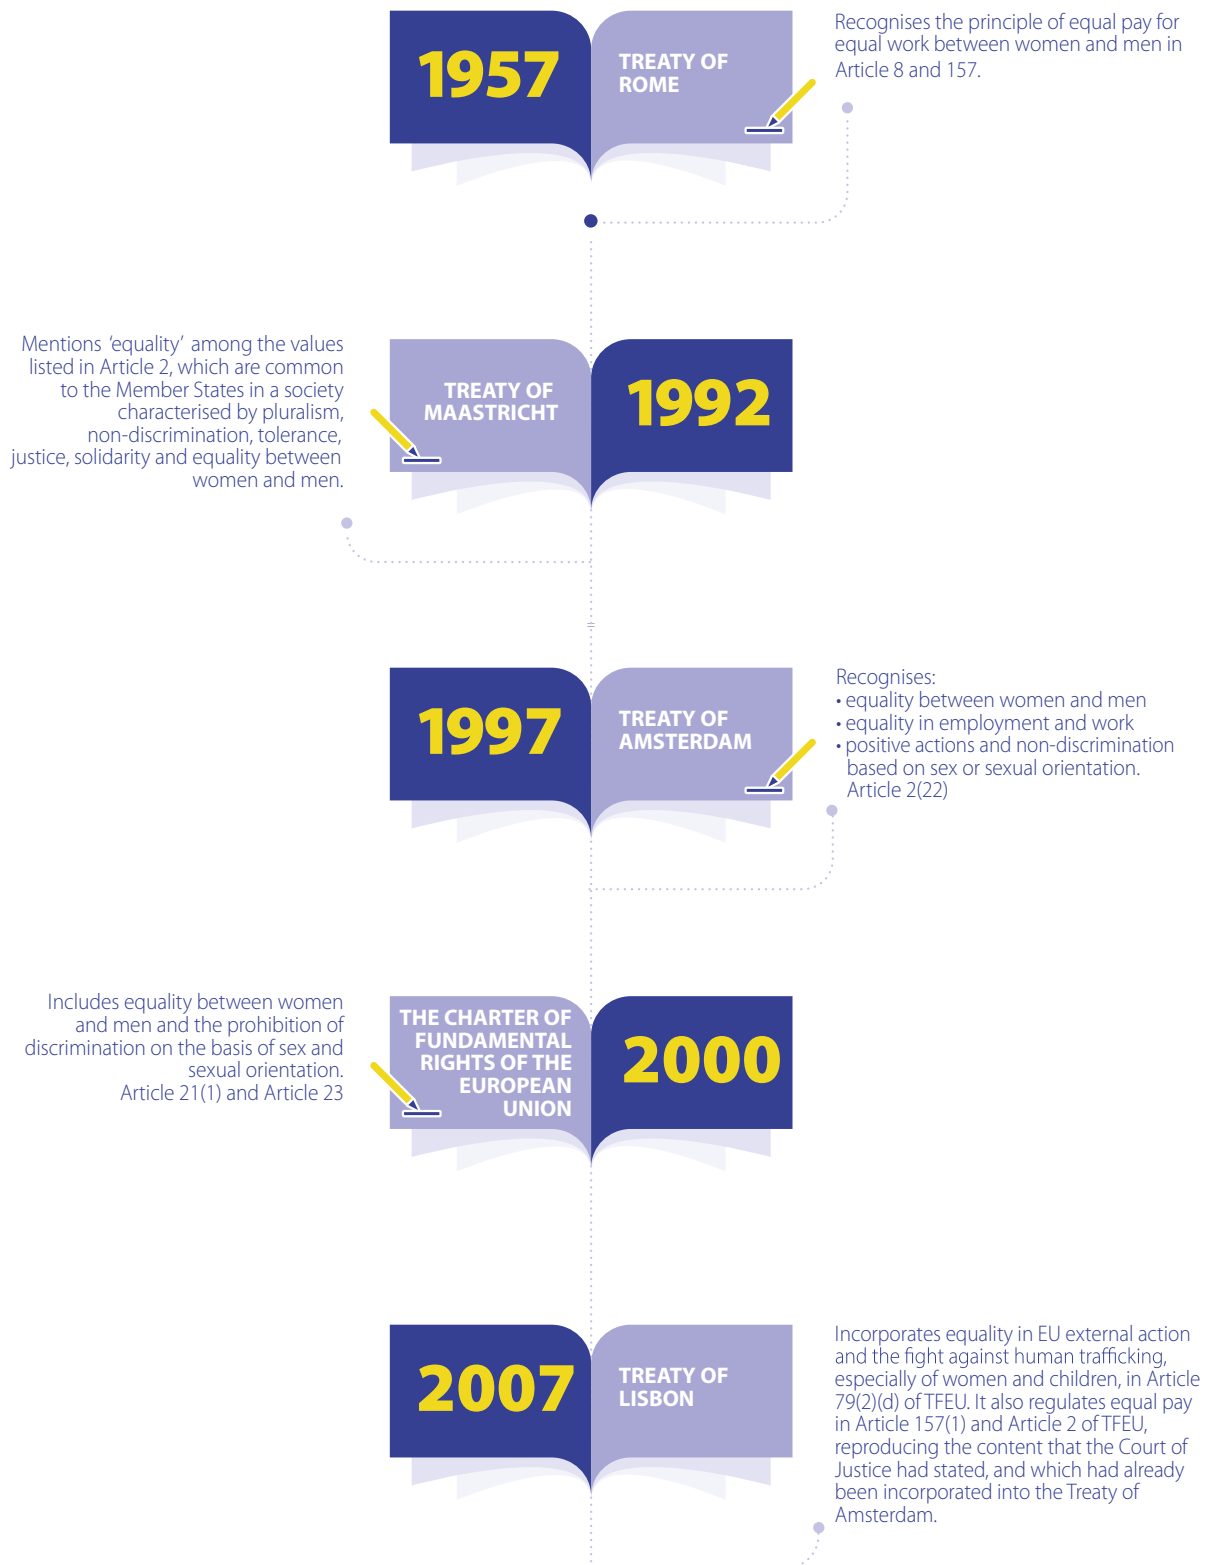 1957
TREATY OF
ROME
Recognises the principle of equal pay for
equal work between women and men in
Article 8 and 157.
Mentions ‘equality’ among the values
listed in Article 2, which are common
to the Member States in a society
characterised by pluralism,
non-discrimination, tolerance,
justice, solidarity and equality between
women and men.
TREATY OF
MAASTRICHT
1992
1997
TREATY OF
AMSTERDAM
Recognises:
• equality between women and men
• equality in employment and work
• positive actions and non-discrimination
based on sex or sexual orientation.
Article 2(22)
Includes equality between women
and men and the prohibition of
discrimination on the basis of sex and
sexual orientation.
Article 21(1) and Article 23
THE CHARTER OF
FUNDAMENTAL
RIGHTS OF THE
EUROPEAN
UNION
2000
2007
TREATY OF
LISBON
Incorporates equality in EU external action
and the fight against human trafficking,
especially of women and children, in Article
79(2)(d) of TFEU. It also regulates equal pay
in Article 157(1) and Article 2 of TFEU,
reproducing the content that the Court of
Justice had stated, and which had already
been incorporated into the Treaty of
Amsterdam.